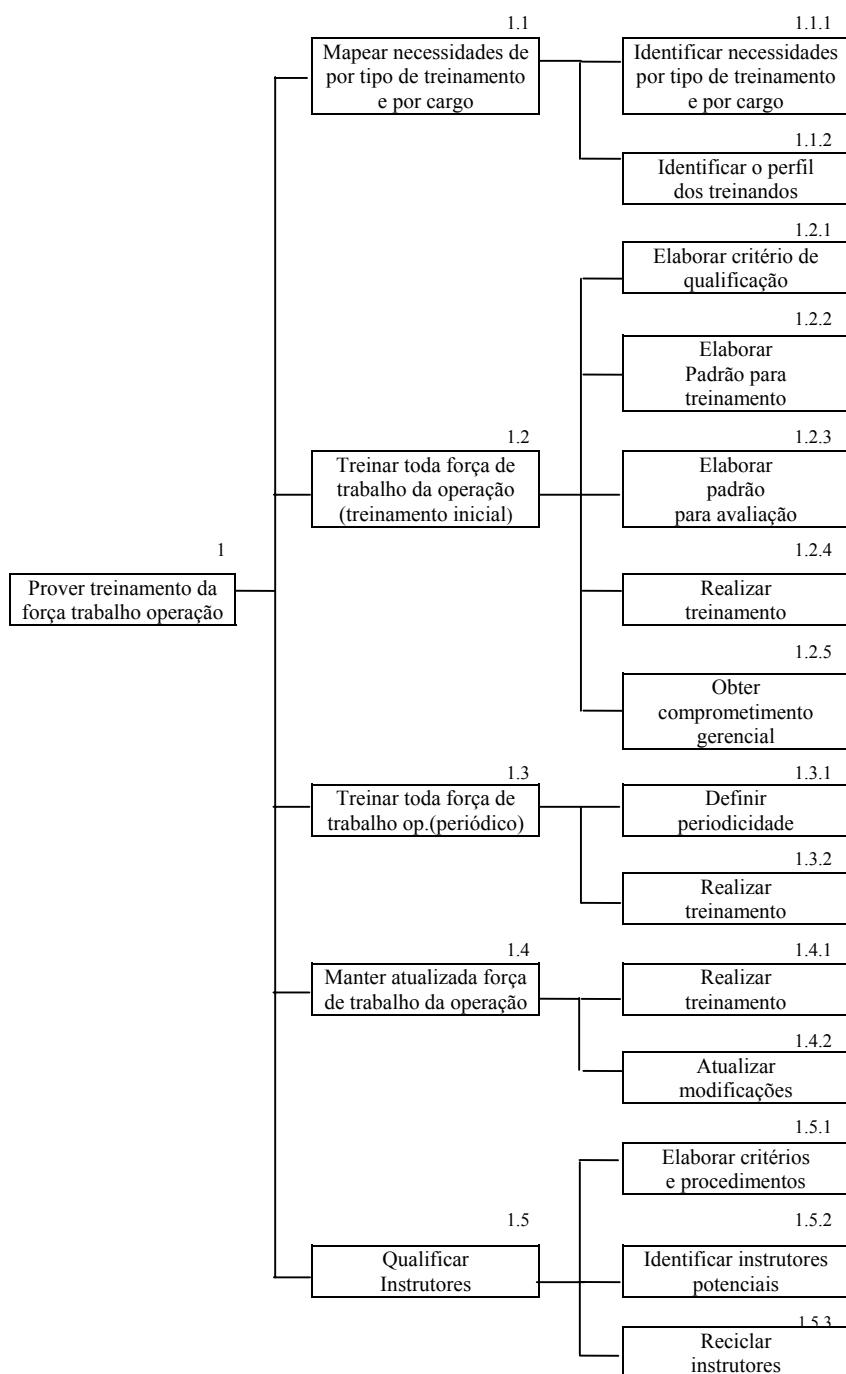 1.1
Mapear necessidades de
por tipo de treinamento
e por cargo
1.1.1
Identificar necessidades
por tipo de treinamento
e por cargo
1.1.2
Identificar o perfil
dos treinandos
1.2.1
Elaborar critério de
qualificação
1.2.2
Elaborar
Padrão para
treinamento
1.2
Treinar toda força de
trabalho da operação
(treinamento inicial)
1.2.3
Elaborar
padrão
para avaliação
1
Prover treinamento da
força trabalho operação
1.2.4
Realizar
treinamento
1.2.5
Obter
comprometimento
gerencial
1.3
Treinar toda força de
trabalho op.(periódico)
1.3.1
Definir
periodicidade
1.3.2
Realizar
treinamento
1.4
Manter atualizada força
de trabalho da operação
1.4.1
Realizar
treinamento
1.4.2
Atualizar
modificações
1.5.1
Elaborar critérios
e procedimentos
1.5
Qualificar
Instrutores
1.5.2
Identificar instrutores
potenciais
1.5.3
Reciclar
instrutores